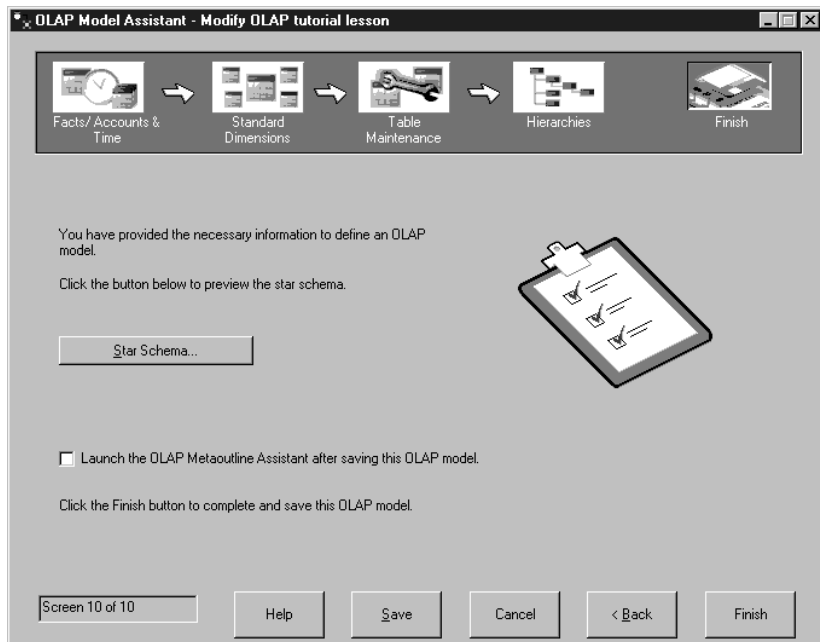 OLAP Model Assistant - Modify OLAP tutorial lesson
Facts/Accounts &
Time
Standard
Dimensions
Table
Maintenance
Hierarchies
Finish
You have provided the necessary information to define an OLAP
model.
Click the button below to preview the star schema.
Star Schema...
Launch the OLAP Metaoutline Assistant after saving this OLAP model.
Click the Finish button to complete and save this OLAP model.
Screen 10 of 10
Help
Save
Cancel
< Back
Finish